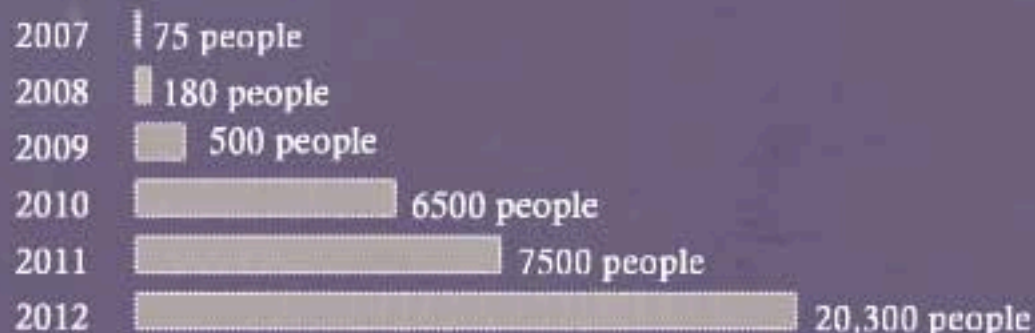 2007 75 people
2008 180 people
2009 500 people
2010 6500 people
2011 7500 people
2012 20,300 people